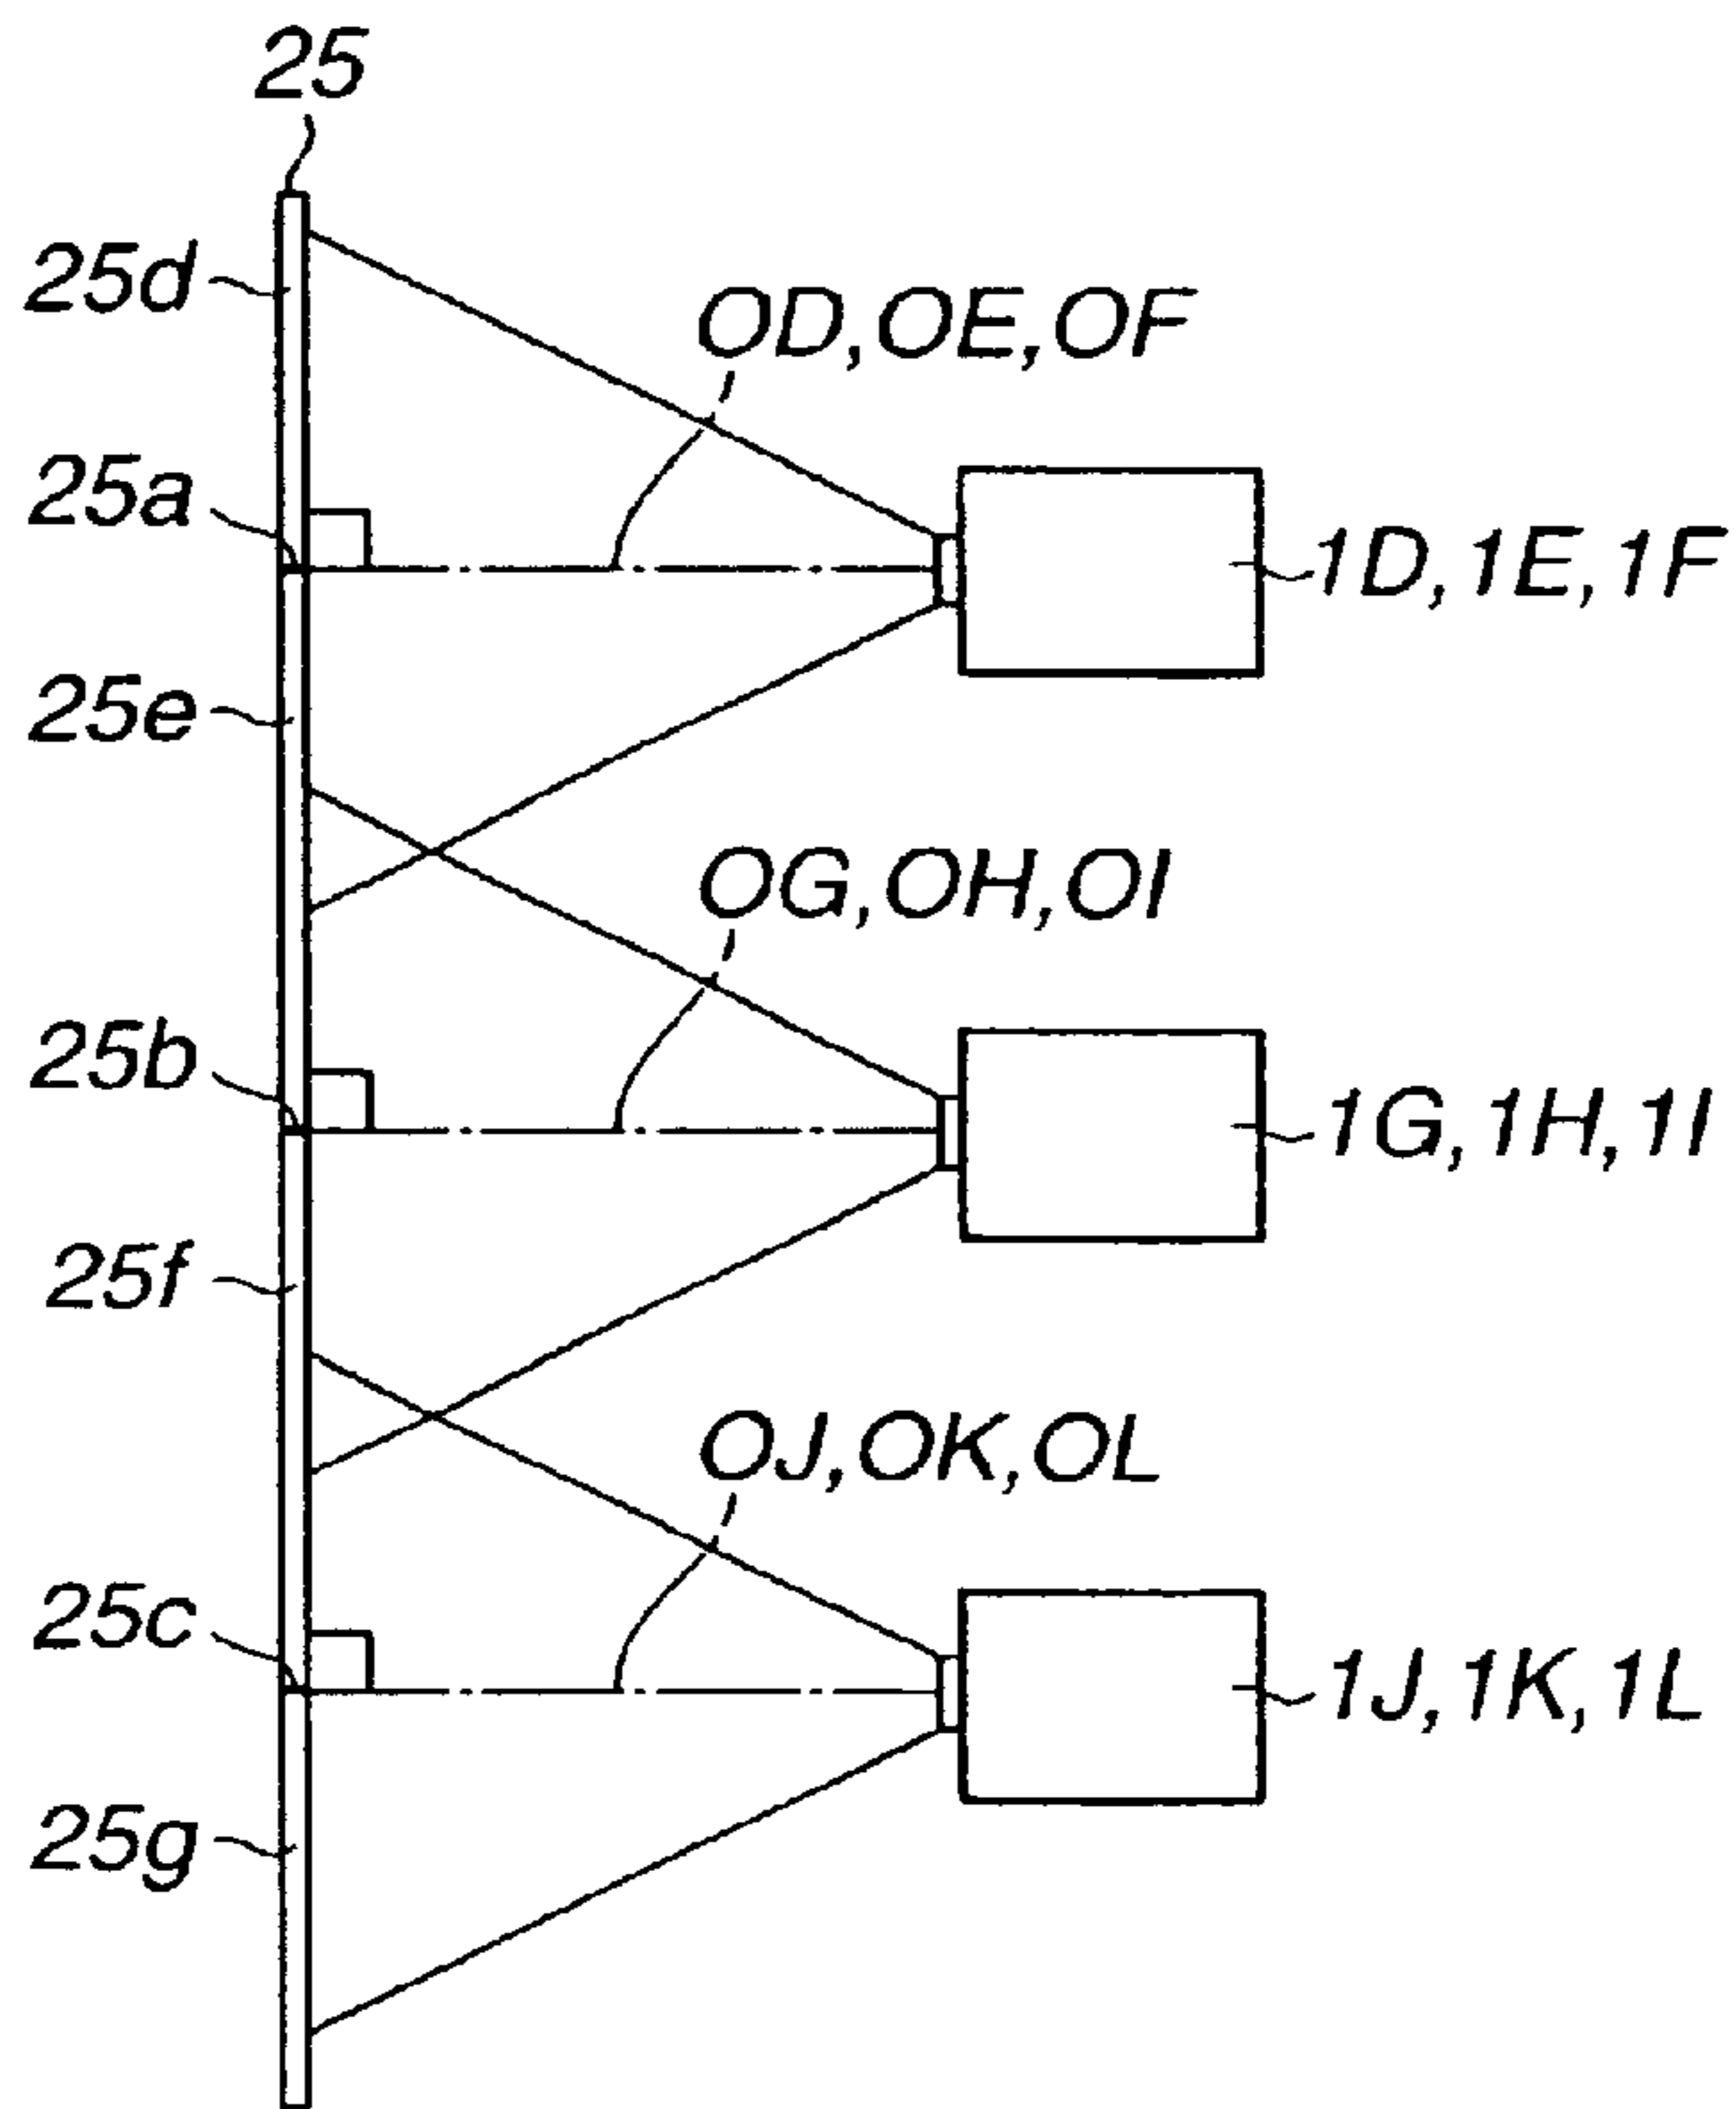 25
25d
OD,OE,OF
25a
1D,1E,1F
25e
OG,OH,OI
25b
1G,1H,1I
25f
OJ,OK,OL
25c
1J,1K,1L
25g